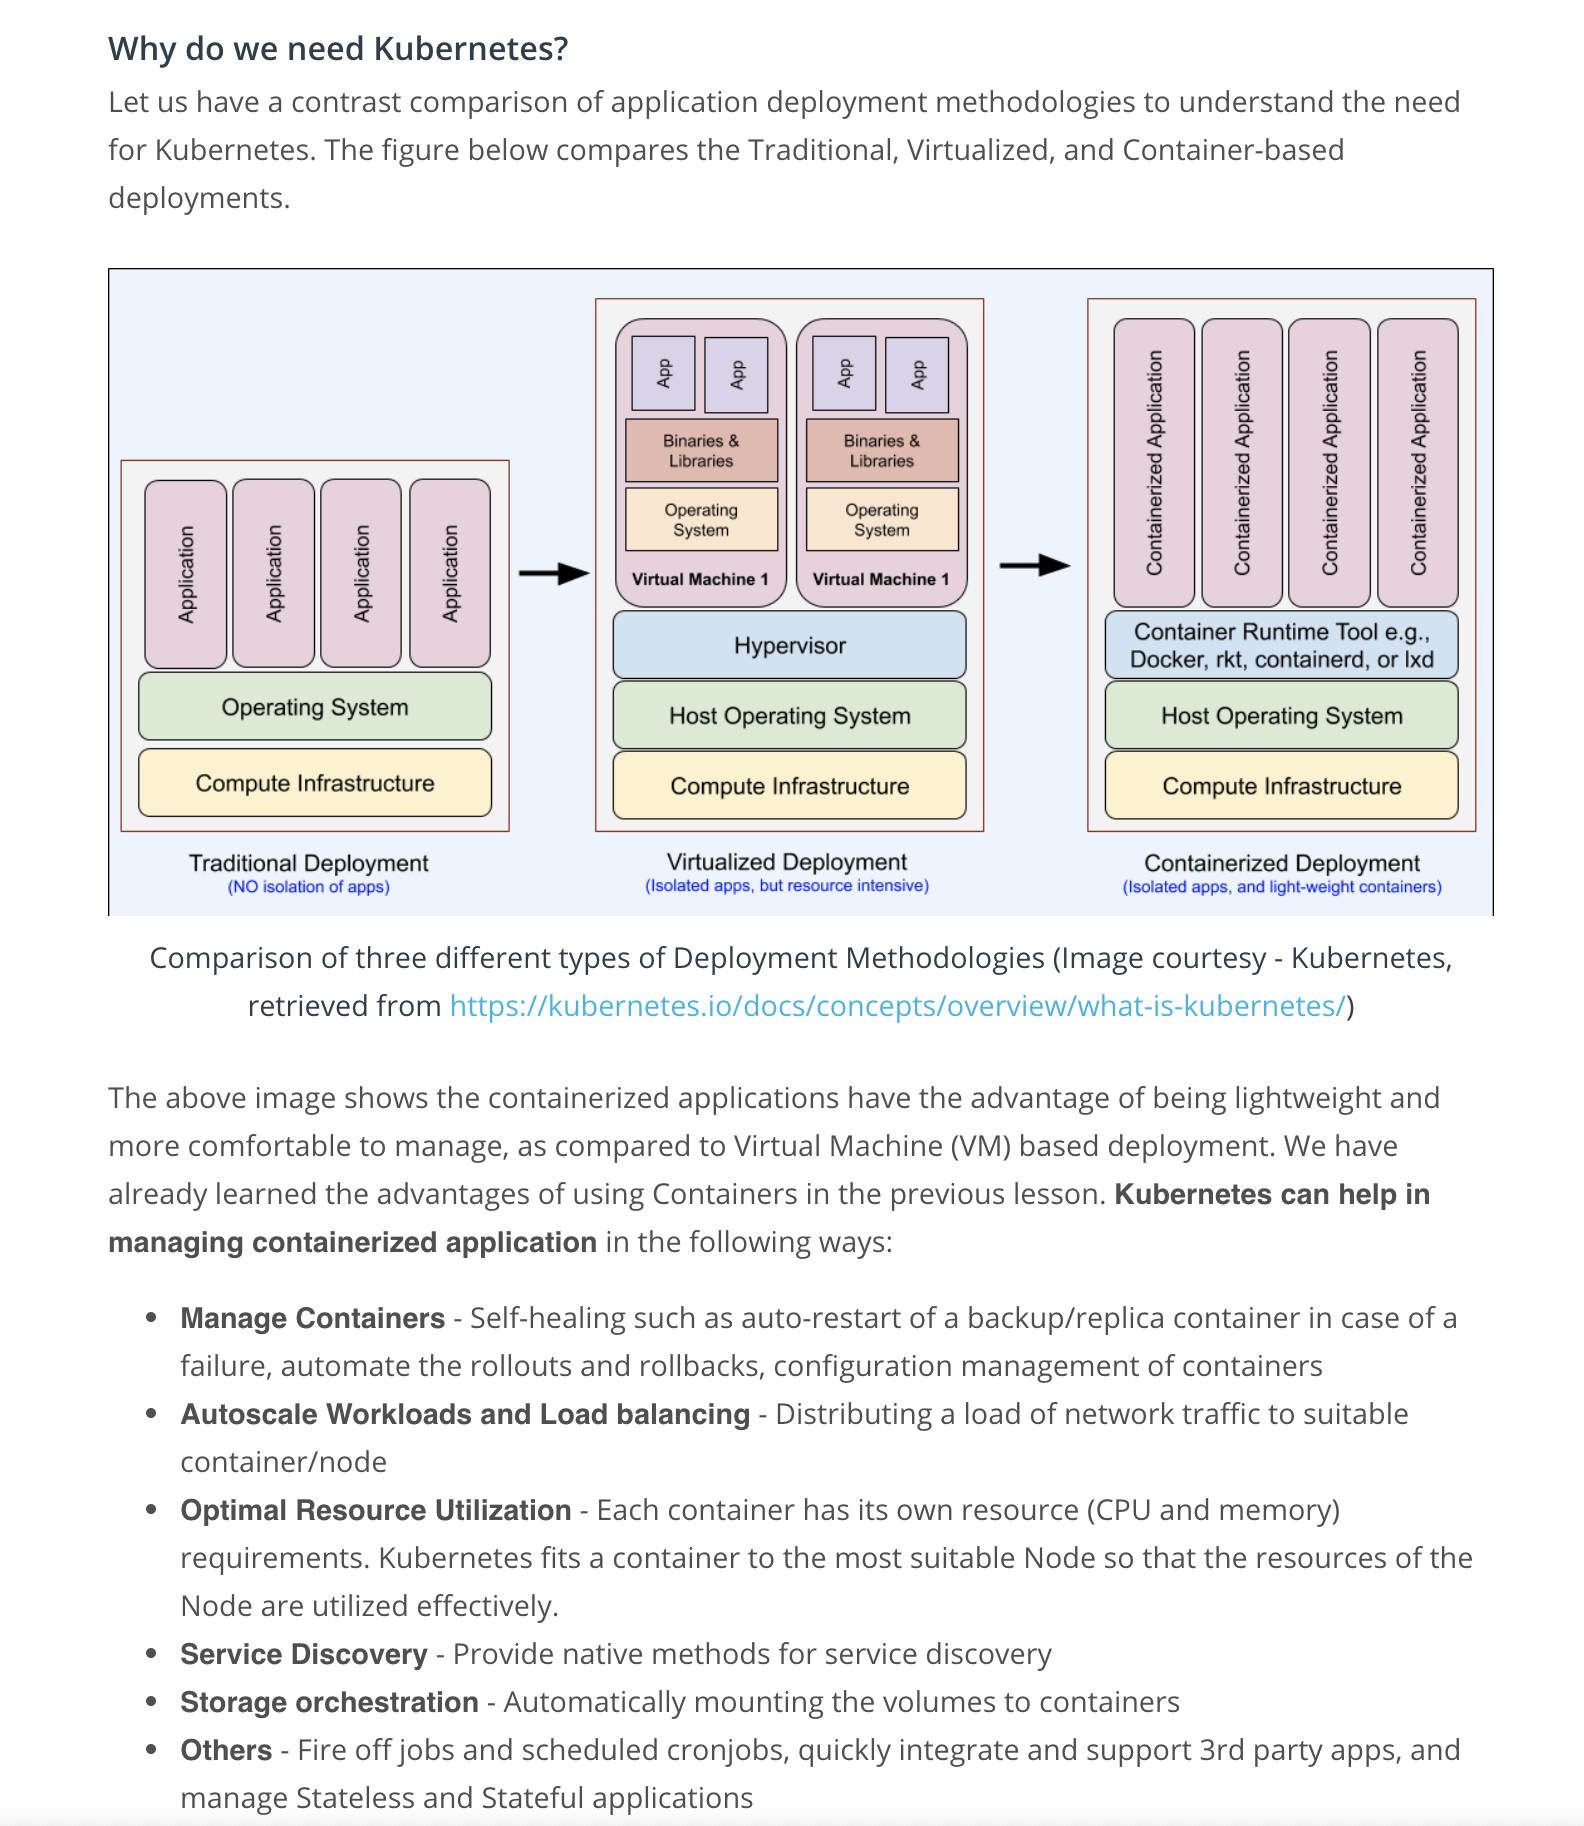 Why do we need Kubernetes?
Let us have a contrast comparison of application deployment methodologies to understand the need
for Kubernetes. The figure below compares the Traditional, Virtualized, and Container-based
deployments.
Application
Application
Application
Application
Operating System
Compute Infrastructure
Traditional Deployment
(NO isolation of apps)
App
App
Binaries &
Libraries
Operating
System
Virtual Machine 1
App
App
Binaries &
Libraries
Operating
System
Virtual Machine 1
Hypervisor
Host Operating System
Compute Infrastructure
Virtualized Deployment
(Isolated apps, but resource intensive)
Containerized Application
Containerized Application
Containerized Application
Containerized Application
Container Runtime Tool e.g.,
Docker, rkt, containerd, or lxd
Host Operating System
Compute Infrastructure
Containerized Deployment
(Isolated apps, and light-weight containers)
Comparison of three different types of Deployment Methodologies (Image courtesy - Kubernetes,
retrieved from https://kubernetes.io/docs/concepts/overview/what-is-kubernetes/)
The above image shows the containerized applications have the advantage of being lightweight and
more comfortable to manage, as compared to Virtual Machine (VM) based deployment. We have
already learned the advantages of using Containers in the previous lesson. Kubernetes can help in
managing containerized application in the following ways:
• Manage Containers - Self-healing such as auto-restart of a backup/replica container in case of a
failure, automate the rollouts and rollbacks, configuration management of containers
• Autoscale Workloads and Load balancing - Distributing a load of network traffic to suitable
container/node
• Optimal Resource Utilization - Each container has its own resource (CPU and memory)
requirements. Kubernetes fits a container to the most suitable Node so that the resources of the
Node are utilized effectively.
• Service Discovery - Provide native methods for service discovery
• Storage orchestration - Automatically mounting the volumes to containers
• Others - Fire off jobs and scheduled cronjobs, quickly integrate and support 3rd party apps, and
manage Stateless and Stateful applications